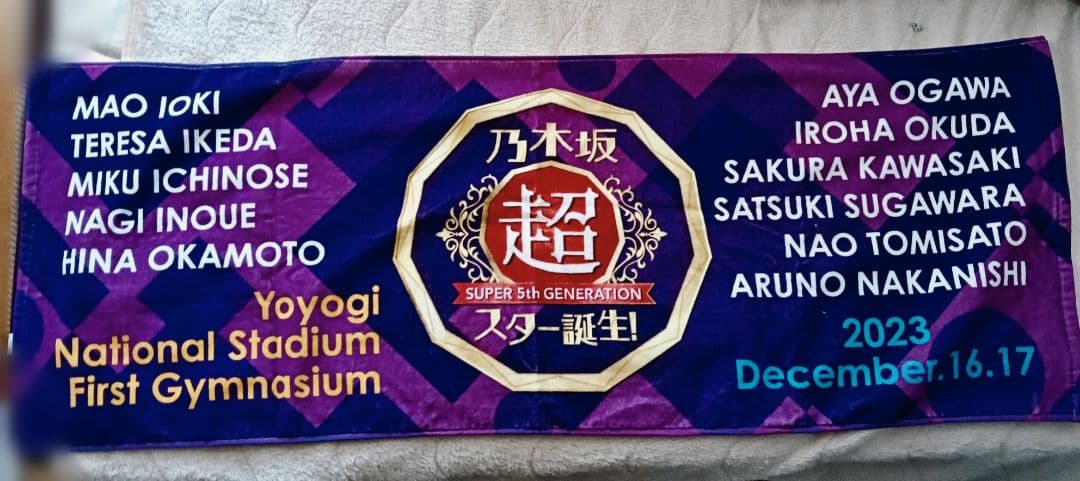 MAO IOKI
TERESA IKEDA
MIKU ICHINOSE
NAGI INOUE
HINA OKAMOTO
Yoyogi
National Stadium
First Gymnasium
乃木坂
超
SUPER 5th GENERATION
スター誕生!
AYA OGAWA
IROHA OKUDA
SAKURA KAWASAKI
SATSUKI SUGAWARA
NAO TOMISATO
ARUNO NAKANISHI
2023
December.16.17